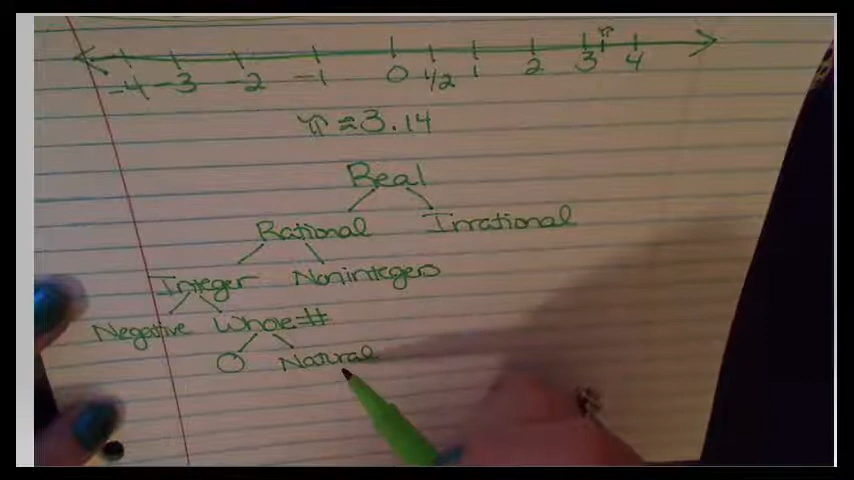 π
-4 -3 -2 -1 0 1/2 1 2 3 4
π ≈ 3.14
Real
Rational Irrational
Integer Nonintegers
Negative Whole #
0 Natural